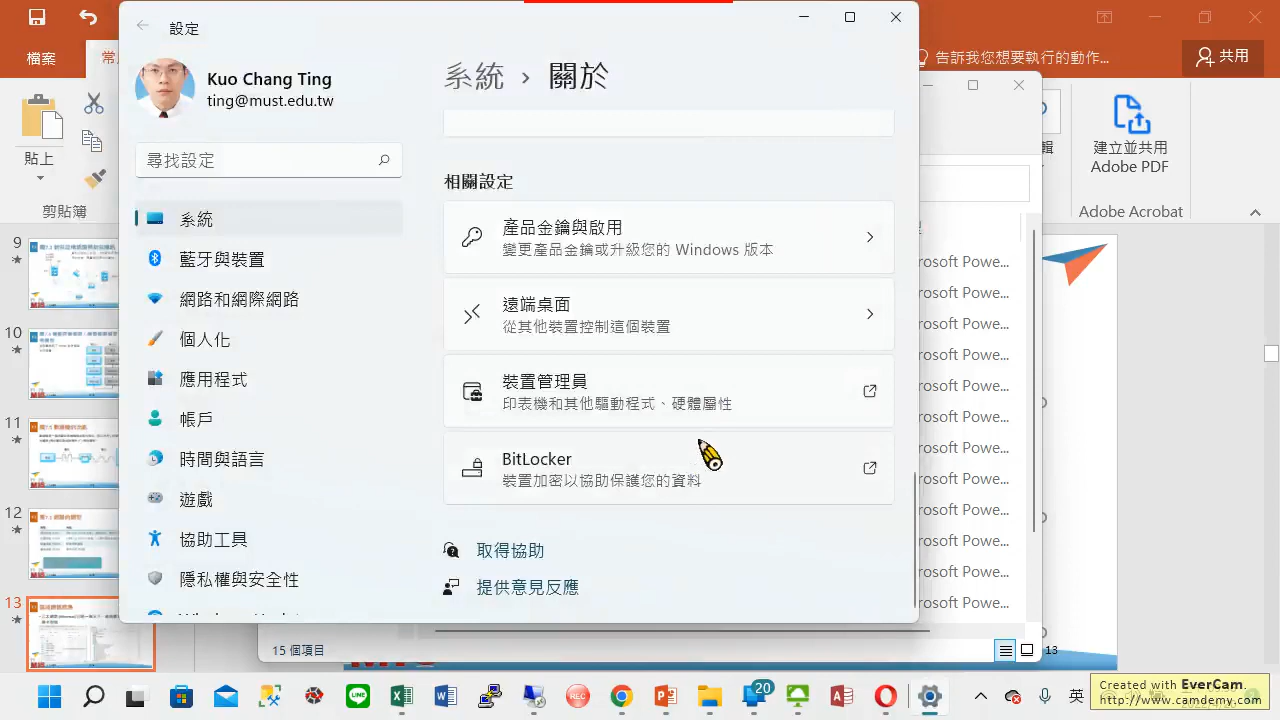 設定
檔案
告訴我您想要執行的動作...
共用
Kuo Chang Ting
ting@must.edu.tw
系統 › 關於
貼上
剪貼簿
建立並共用
Adobe PDF
Adobe Acrobat
尋找設定
系統
藍牙與裝置
網路和網際網路
個人化
應用程式
帳戶
時間與語言
遊戲
協助工具
隱私權與安全性
相關設定
產品金鑰與啟用
變更產品金鑰或升級您的 Windows 版本
遠端桌面
從其他裝置控制這個裝置
裝置管理員
印表機和其他驅動程式、硬體屬性
BitLocker
裝置加密以協助保護您的資料
取得協助
提供意見反應
rosoft Powe...
rosoft Powe...
rosoft Powe...
rosoft Powe...
rosoft Powe...
rosoft Powe...
rosoft Powe...
rosoft Powe...
rosoft Powe...
rosoft Powe...
rosoft Powe...
rosoft Powe...
9
10
11
12
13
15 個項目
13
LINE
REC
20
英
Created with EverCam.
http://www.camdemy.com